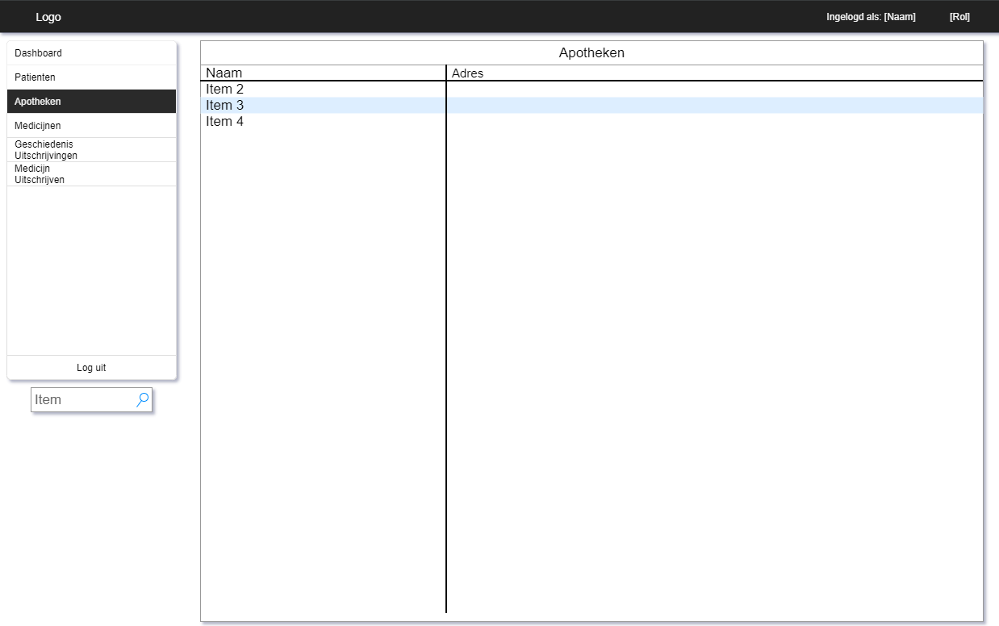 Logo
Ingelogd als: [Naam]
[Rol]
Dashboard
Patienten
Apotheken
Medicijnen
Geschiedenis
Uitschrijvingen
Medicijn
Uitschrijven
Log uit
Item
Apotheken
Naam
Adres
Item 2
Item 3
Item 4